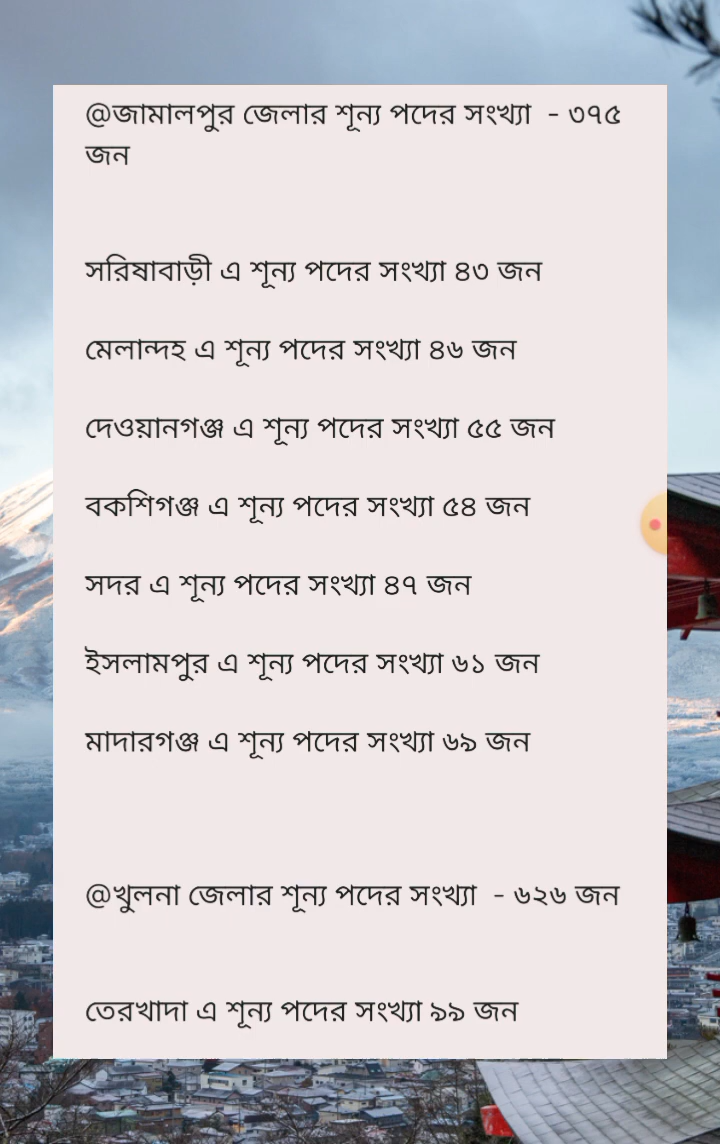 @জামালপুর জেলার শূন্য পদের সংখ্যা - ৩৭৫
জন
সরিষাবাড়ী এ শূন্য পদের সংখ্যা ৪৩ জন
মেলান্দহ এ শূন্য পদের সংখ্যা ৪৬ জন
দেওয়ানগঞ্জ এ শূন্য পদের সংখ্যা ৫৫ জন
বকশিগঞ্জ এ শূন্য পদের সংখ্যা ৫৪ জন
সদর এ শূন্য পদের সংখ্যা ৪৭ জন
ইসলামপুর এ শূন্য পদের সংখ্যা ৬১ জন
মাদারগঞ্জ এ শূন্য পদের সংখ্যা ৬৯ জন
@খুলনা জেলার শূন্য পদের সংখ্যা - ৬২৬ জন
তেরখাদা এ শূন্য পদের সংখ্যা ৯৯ জন